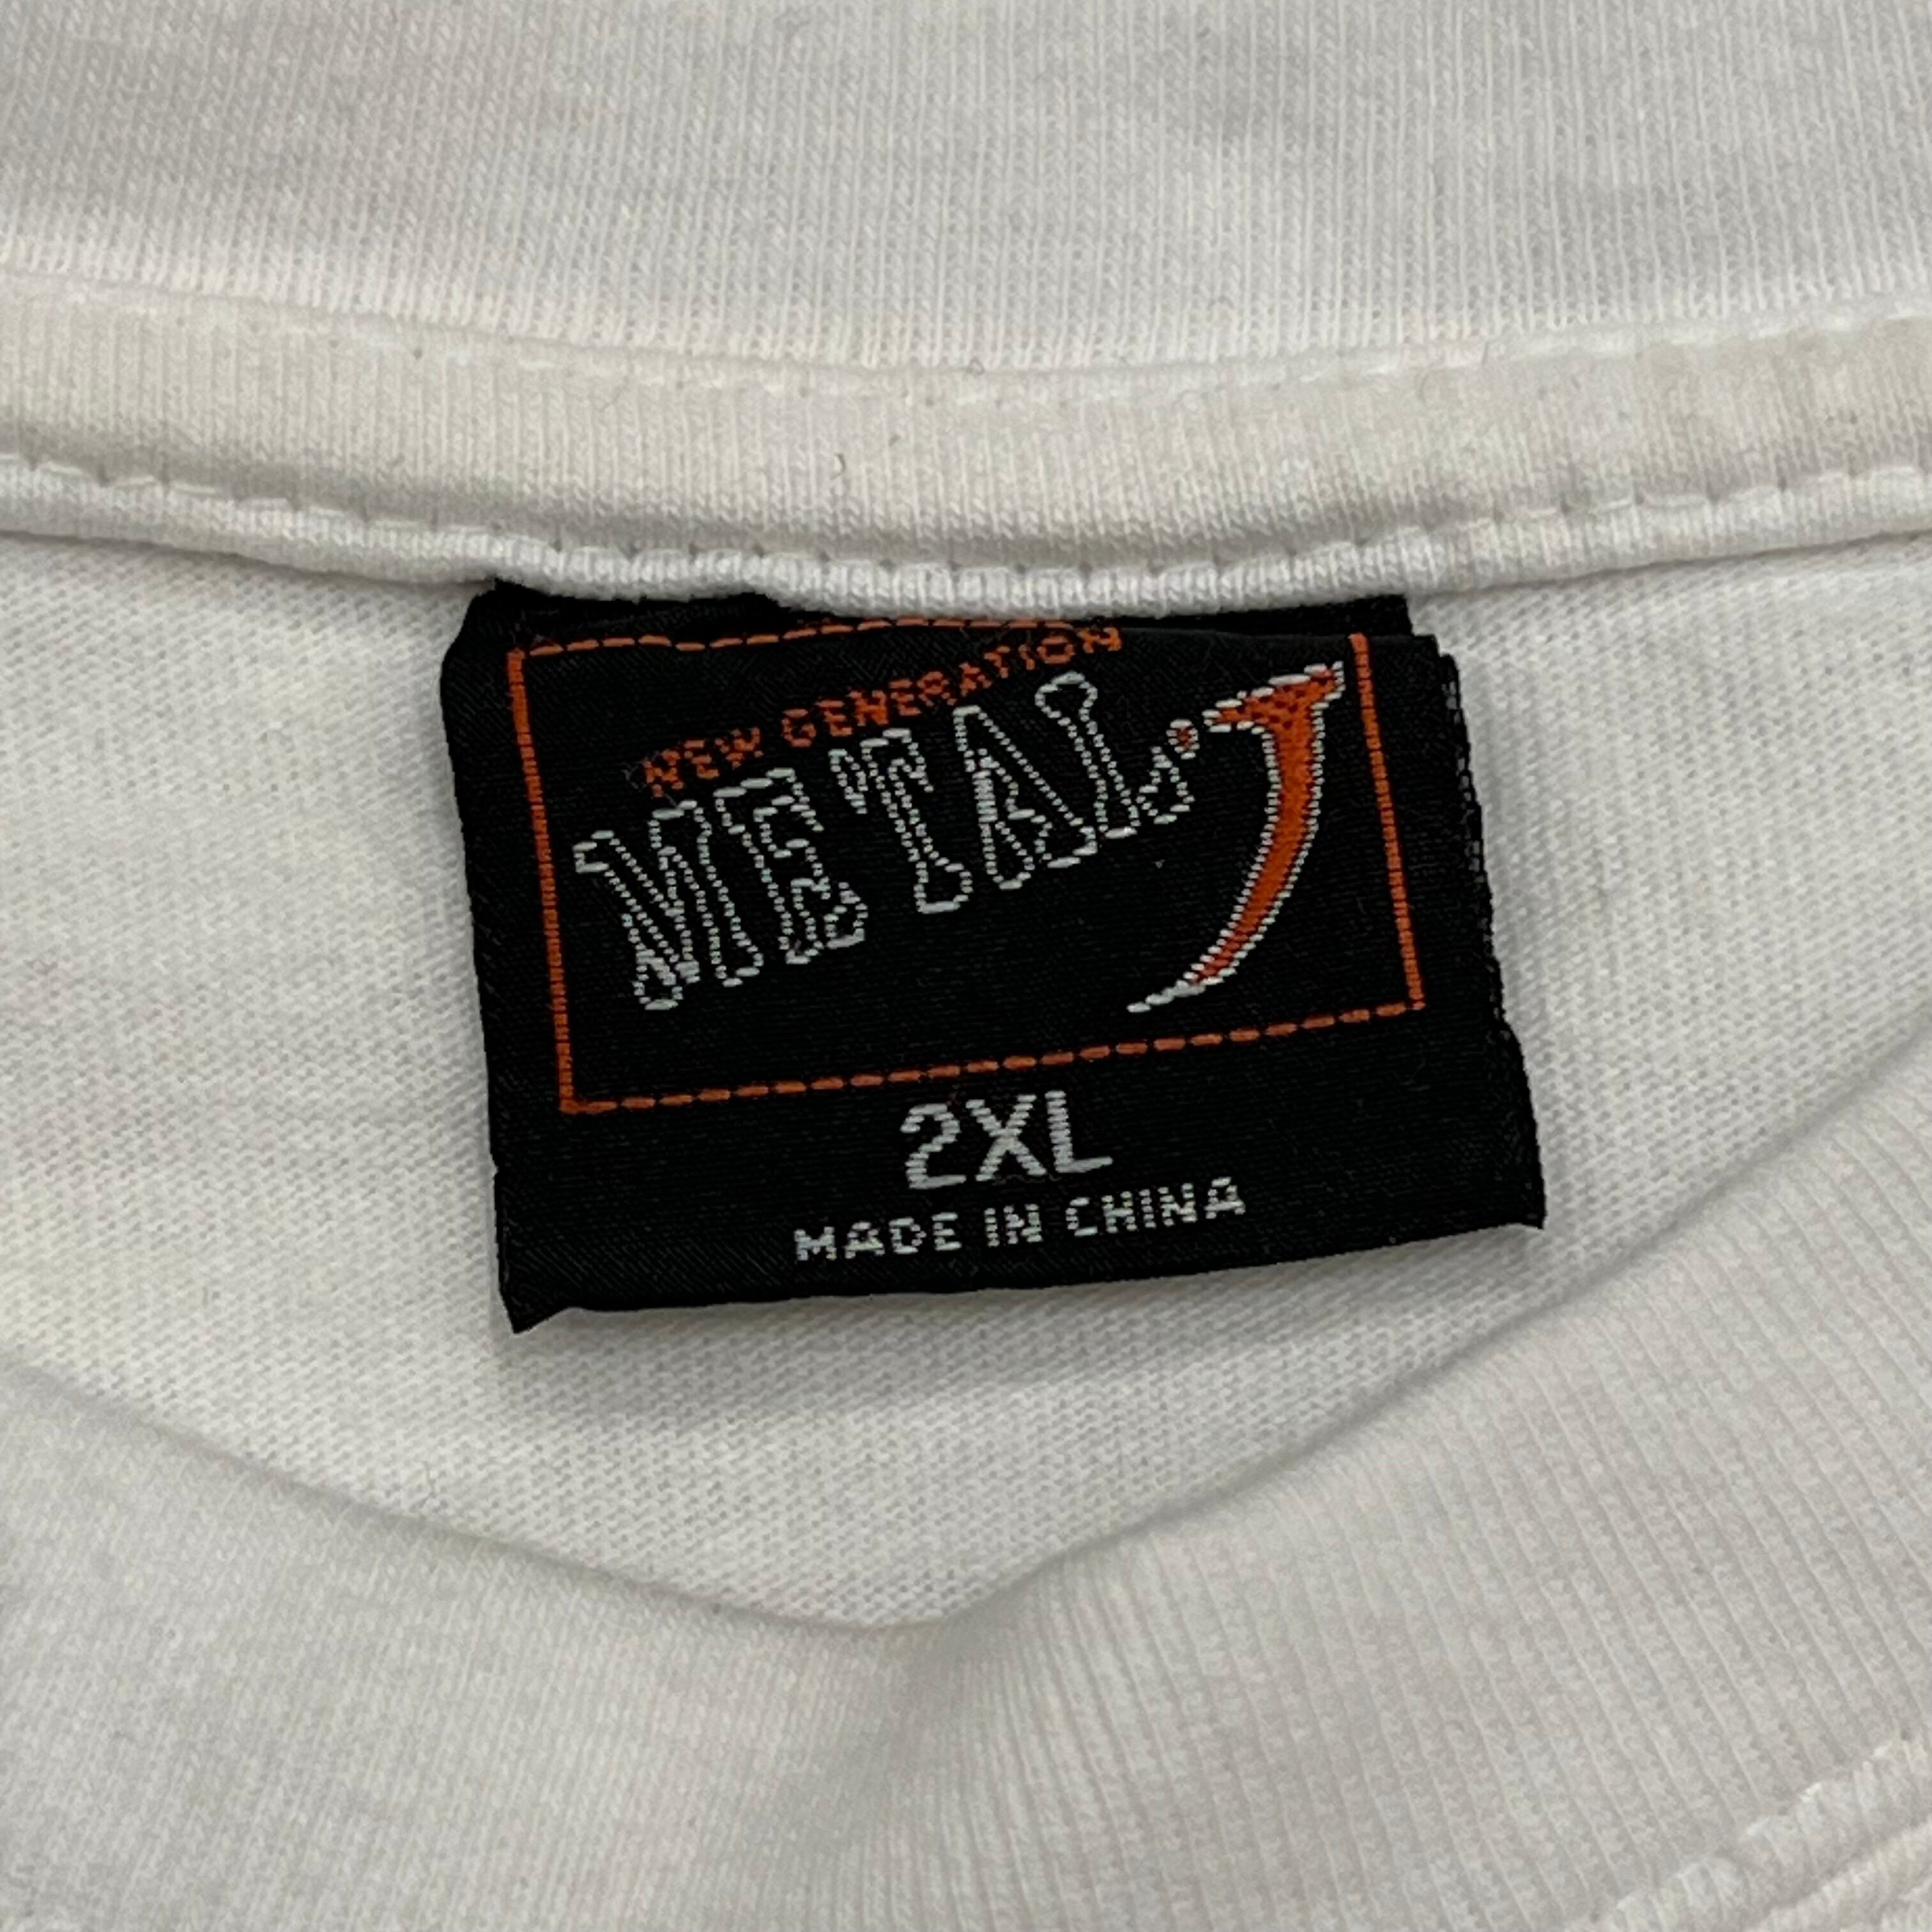 NEW GENERATION
METAL J
2XL
MADE IN CHINA